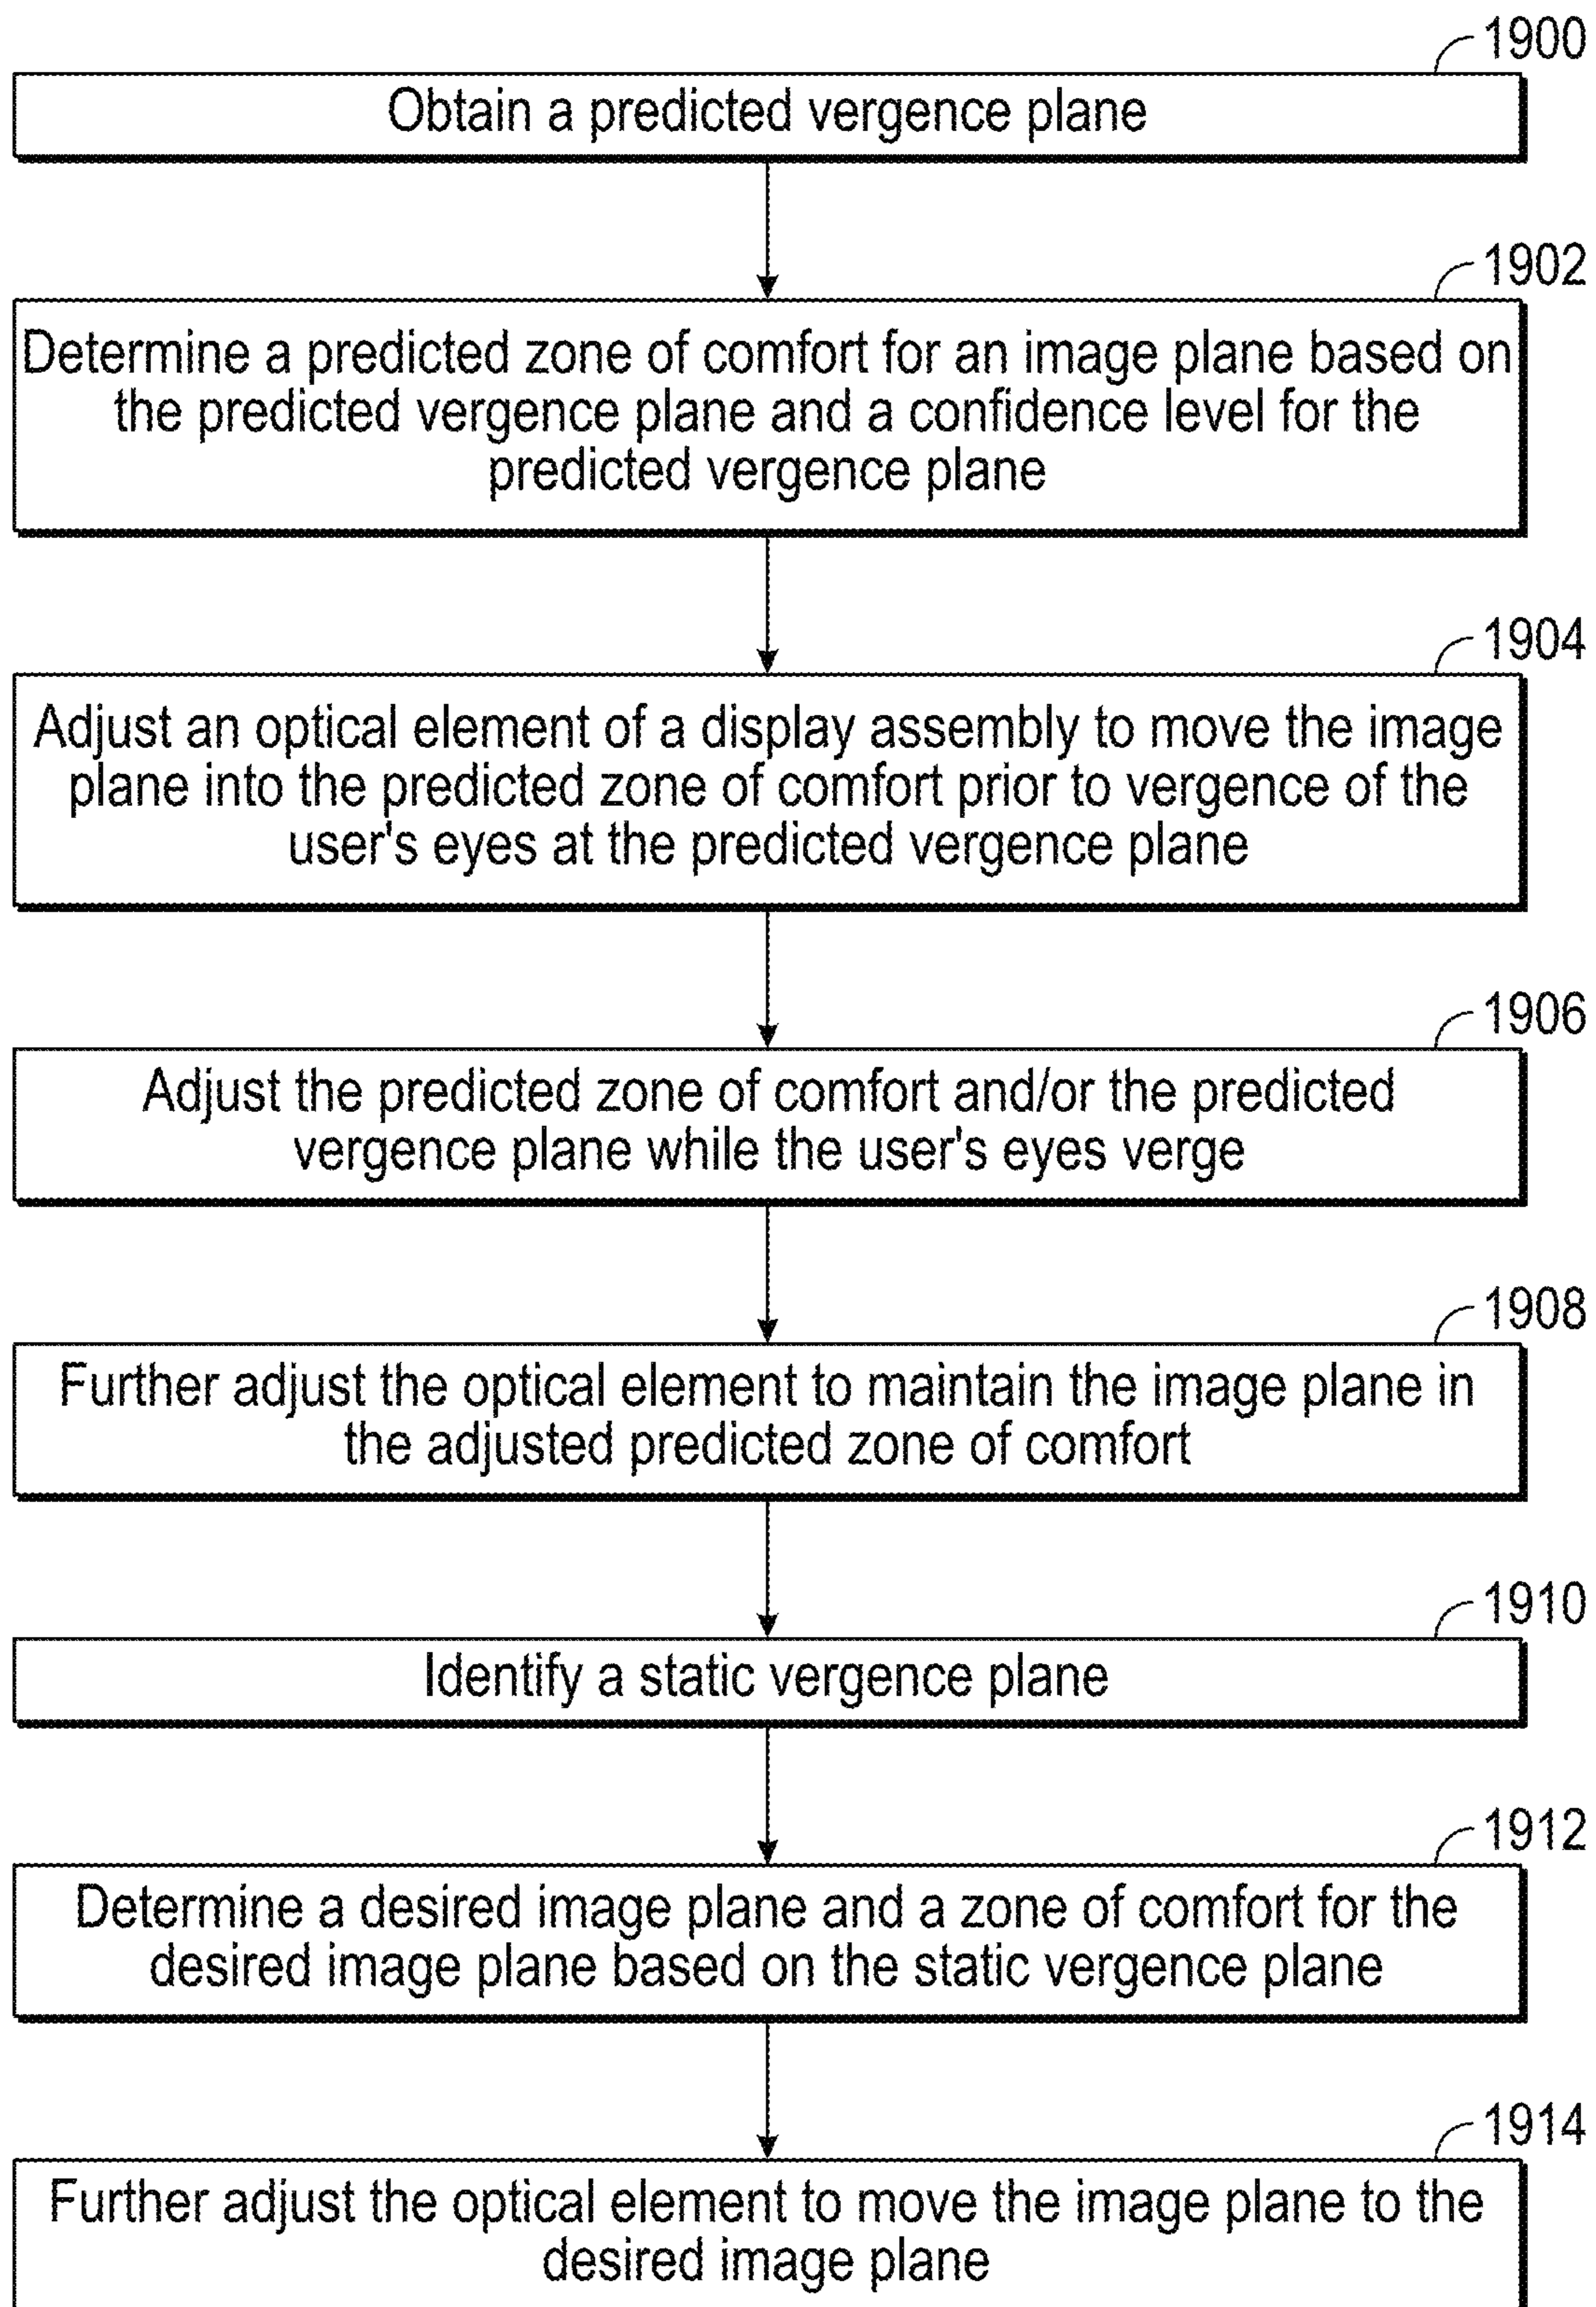 1900
Obtain a predicted vergence plane
1902
Determine a predicted zone of comfort for an image plane based on
the predicted vergence plane and a confidence level for the
predicted vergence plane
1904
Adjust an optical element of a display assembly to move the image
plane into the predicted zone of comfort prior to vergence of the
user's eyes at the predicted vergence plane
1906
Adjust the predicted zone of comfort and/or the predicted
vergence plane while the user's eyes verge
1908
Further adjust the optical element to maintain the image plane in
the adjusted predicted zone of comfort
1910
Identify a static vergence plane
1912
Determine a desired image plane and a zone of comfort for the
desired image plane based on the static vergence plane
1914
Further adjust the optical element to move the image plane to the
desired image plane